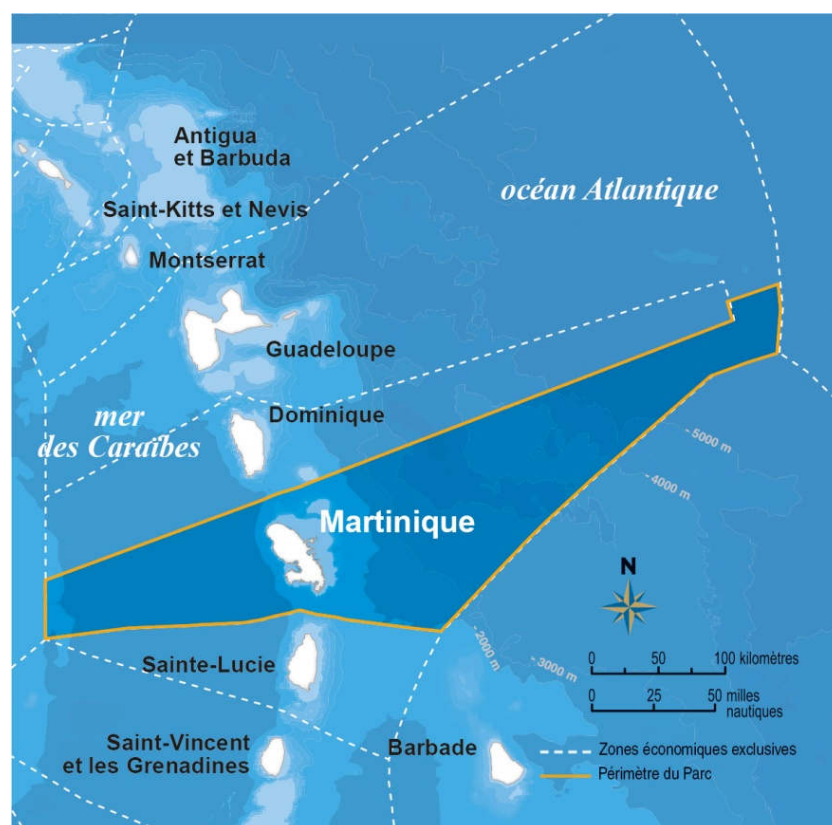 Antigua
et Barbuda
océan Atlantique
Saint-Kitts et Nevis
Montserrat
Guadeloupe
mer
des Caraïbes
Dominique
- 5000 m
- 4000 m
Martinique
N
- 2000 m
- 3000 m
Sainte-Lucie
0 50 100 kilomètres
0 25 50 milles
nautiques
Saint-Vincent
et les Grenadines
Barbade
Zones économiques exclusives
Périmètre du Parc